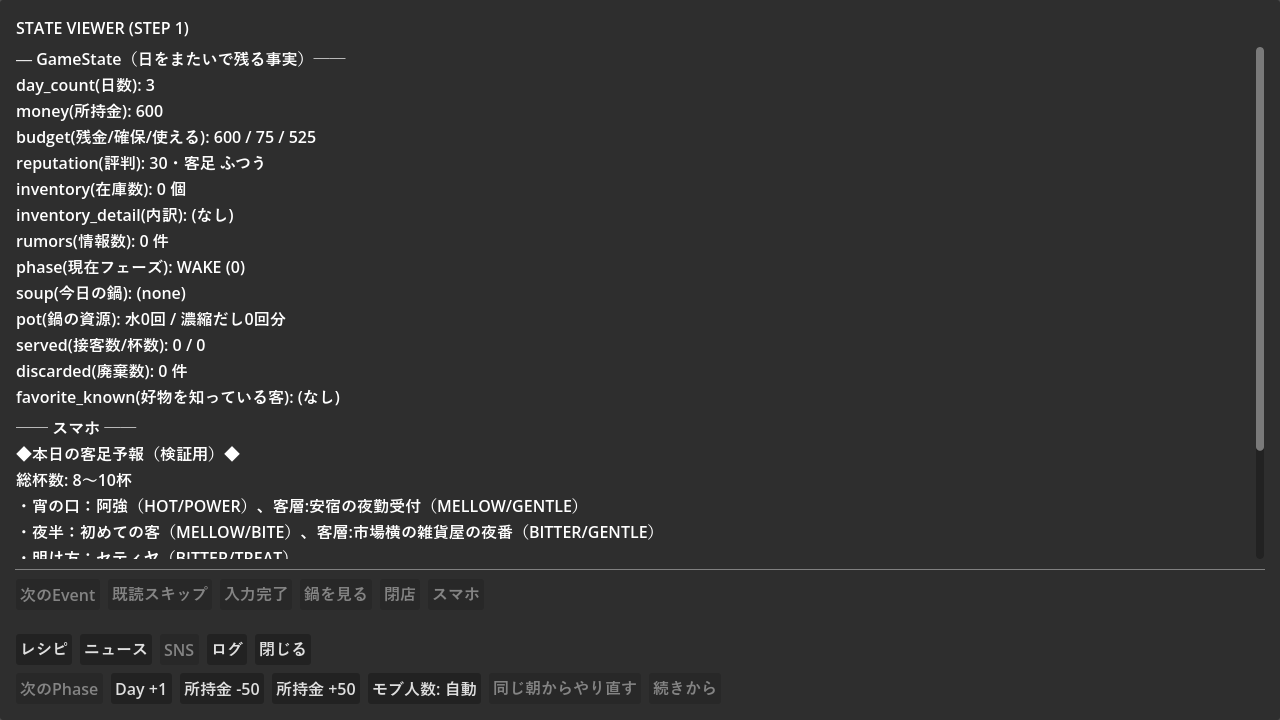 STATE VIEWER (STEP 1)
― GameState（日をまたいで残る事実）――
day_count(日数): 3
money(所持金): 600
budget(残金/確保/使える): 600 / 75 / 525
reputation(評判): 30・客足 ふつう
inventory(在庫数): 0 個
inventory_detail(内訳): (なし)
rumors(情報数): 0 件
phase(現在フェーズ): WAKE (0)
soup(今日の鍋): (none)
pot(鍋の資源): 水0回 / 濃縮だし0回分
served(接客数/杯数): 0 / 0
discarded(廃棄数): 0 件
favorite_known(好物を知っている客): (なし)
―― スマホ ――
◆本日の客足予報（検証用）◆
総杯数: 8〜10杯
・宵の口：阿強（HOT/POWER）、客層:安宿の夜勤受付（MELLOW/GENTLE）
・夜半：初めての客（MELLOW/BITE）、客層:市場横の雑貨屋の夜番（BITTER/GENTLE）
・明け方：セティヤ（BITTER/TREAT）
次のEvent 既読スキップ 入力完了 鍋を見る 閉店 スマホ
レシピ ニュース SNS ログ 閉じる
次のPhase Day +1 所持金 -50 所持金 +50 モブ人数: 自動 同じ朝からやり直す 続きから